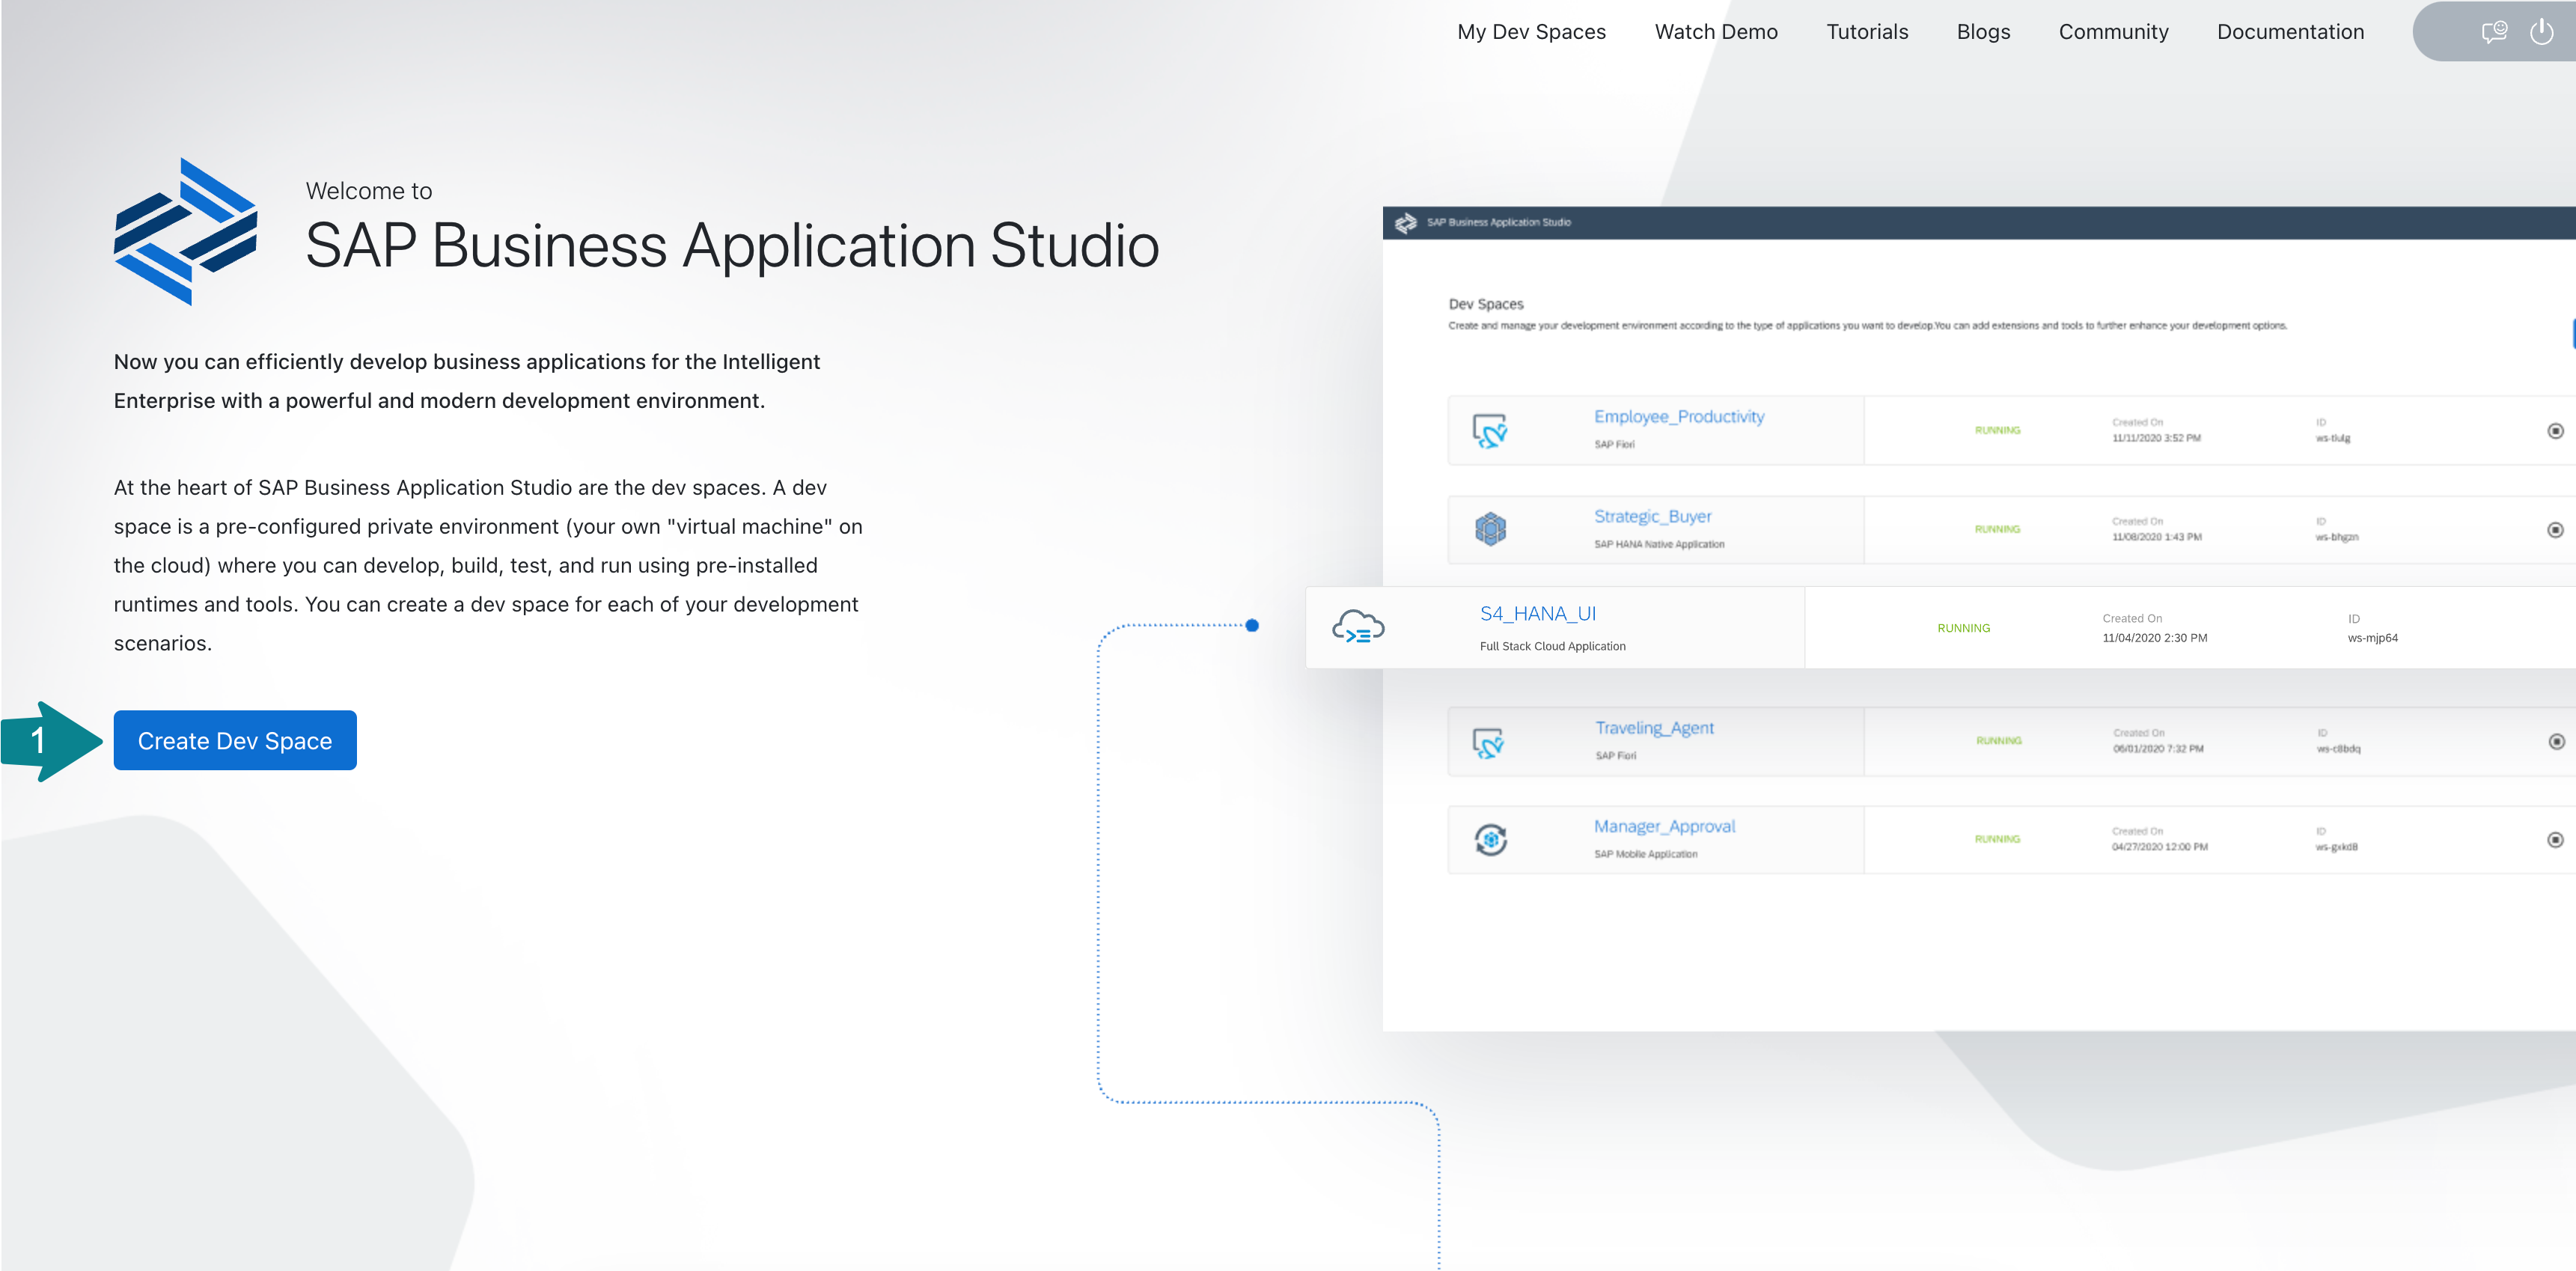 My Dev Spaces Watch Demo Tutorials Blogs Community Documentation
Welcome to
SAP Business Application Studio
Now you can efficiently develop business applications for the Intelligent
Enterprise with a powerful and modern development environment.
At the heart of SAP Business Application Studio are the dev spaces. A dev
space is a pre-configured private environment (your own "virtual machine" on
the cloud) where you can develop, build, test, and run using pre-installed
runtimes and tools. You can create a dev space for each of your development
scenarios.
1
Create Dev Space
SAP Business Application Studio
Dev Spaces
Create and manage your development environment according to the type of applications you want to develop.You can add extensions and tools to further enhance your development options.
Employee_Productivity
SAP Fiori
RUNNING
Created On
11/11/2020 3:52 PM
ID
Strategic_Buyer
SAP HANA Native Application
RUNNING
Created On
11/08/2020 1:43 PM
ID
ws-bhgzn
S4_HANA_UI
Full Stack Cloud Application
RUNNING
Created On
11/04/2020 2:30 PM
ID
ws-mjp64
Traveling_Agent
SAP Fiori
RUNNING
Created On
06/01/2020 7:32 PM
ID
ws-c8bdq
Manager_Approval
SAP Mobile Application
RUNNING
Created On
04/27/2020 12:00 PM
ID
ws-gxkd8